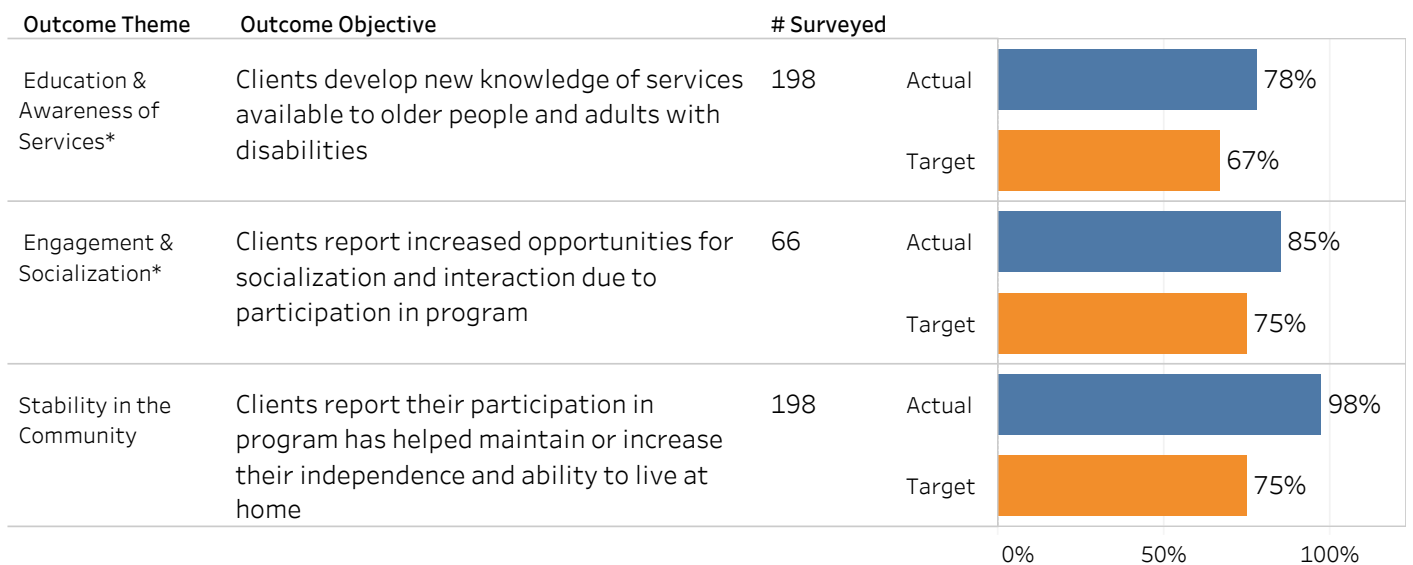 Outcome Theme Outcome Objective # Surveyed
Education & Awareness of Services*
Clients develop new knowledge of services
available to older people and adults with
disabilities
198
Actual 78%
Target 67%
Engagement &
Socialization*
Clients report increased opportunities for
socialization and interaction due to
participation in program
66
Actual 85%
Target 75%
Stability in the
Community
Clients report their participation in
program has helped maintain or increase
their independence and ability to live at
home
198
Actual 98%
Target 75%
0% 50% 100%